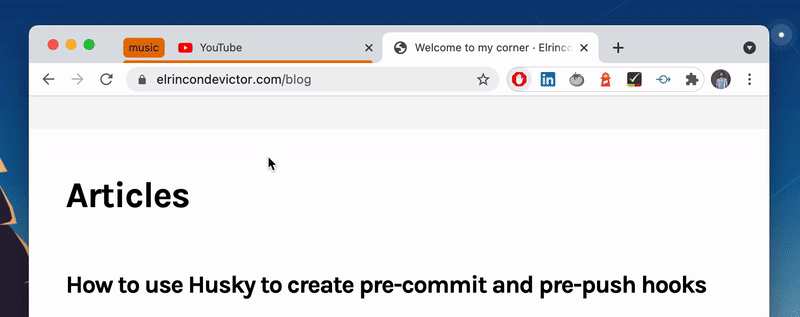 music YouTube Welcome to my corner · Elrinco
elrincondevictor.com/blog
Articles
How to use Husky to create pre-commit and pre-push hooks